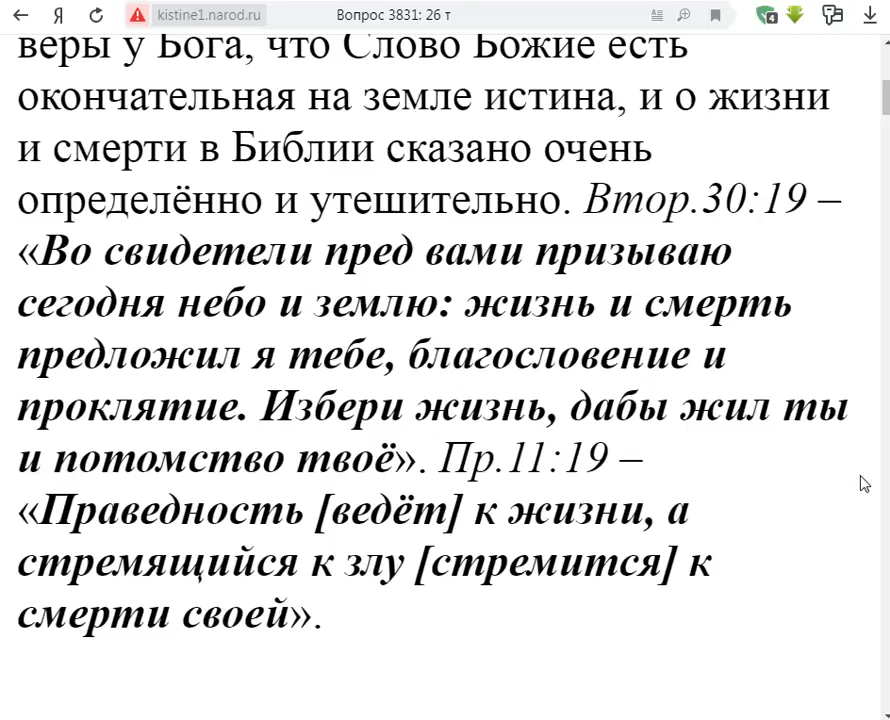 Я kistine1.narod.ru Вопрос 3831: 26 т 4
веры у Бога, что Слово Божие есть
окончательная на земле истина, и о жизни
и смерти в Библии сказано очень
определённо и утешительно. Втор.30:19 –
«Во свидетели пред вами призываю
сегодня небо и землю: жизнь и смерть
предложил я тебе, благословение и
проклятие. Избери жизнь, дабы жил ты
и потомство твоё». Пр.11:19 –
«Праведность [ведёт] к жизни, а
стремящийся к злу [стремится] к
смерти своей».